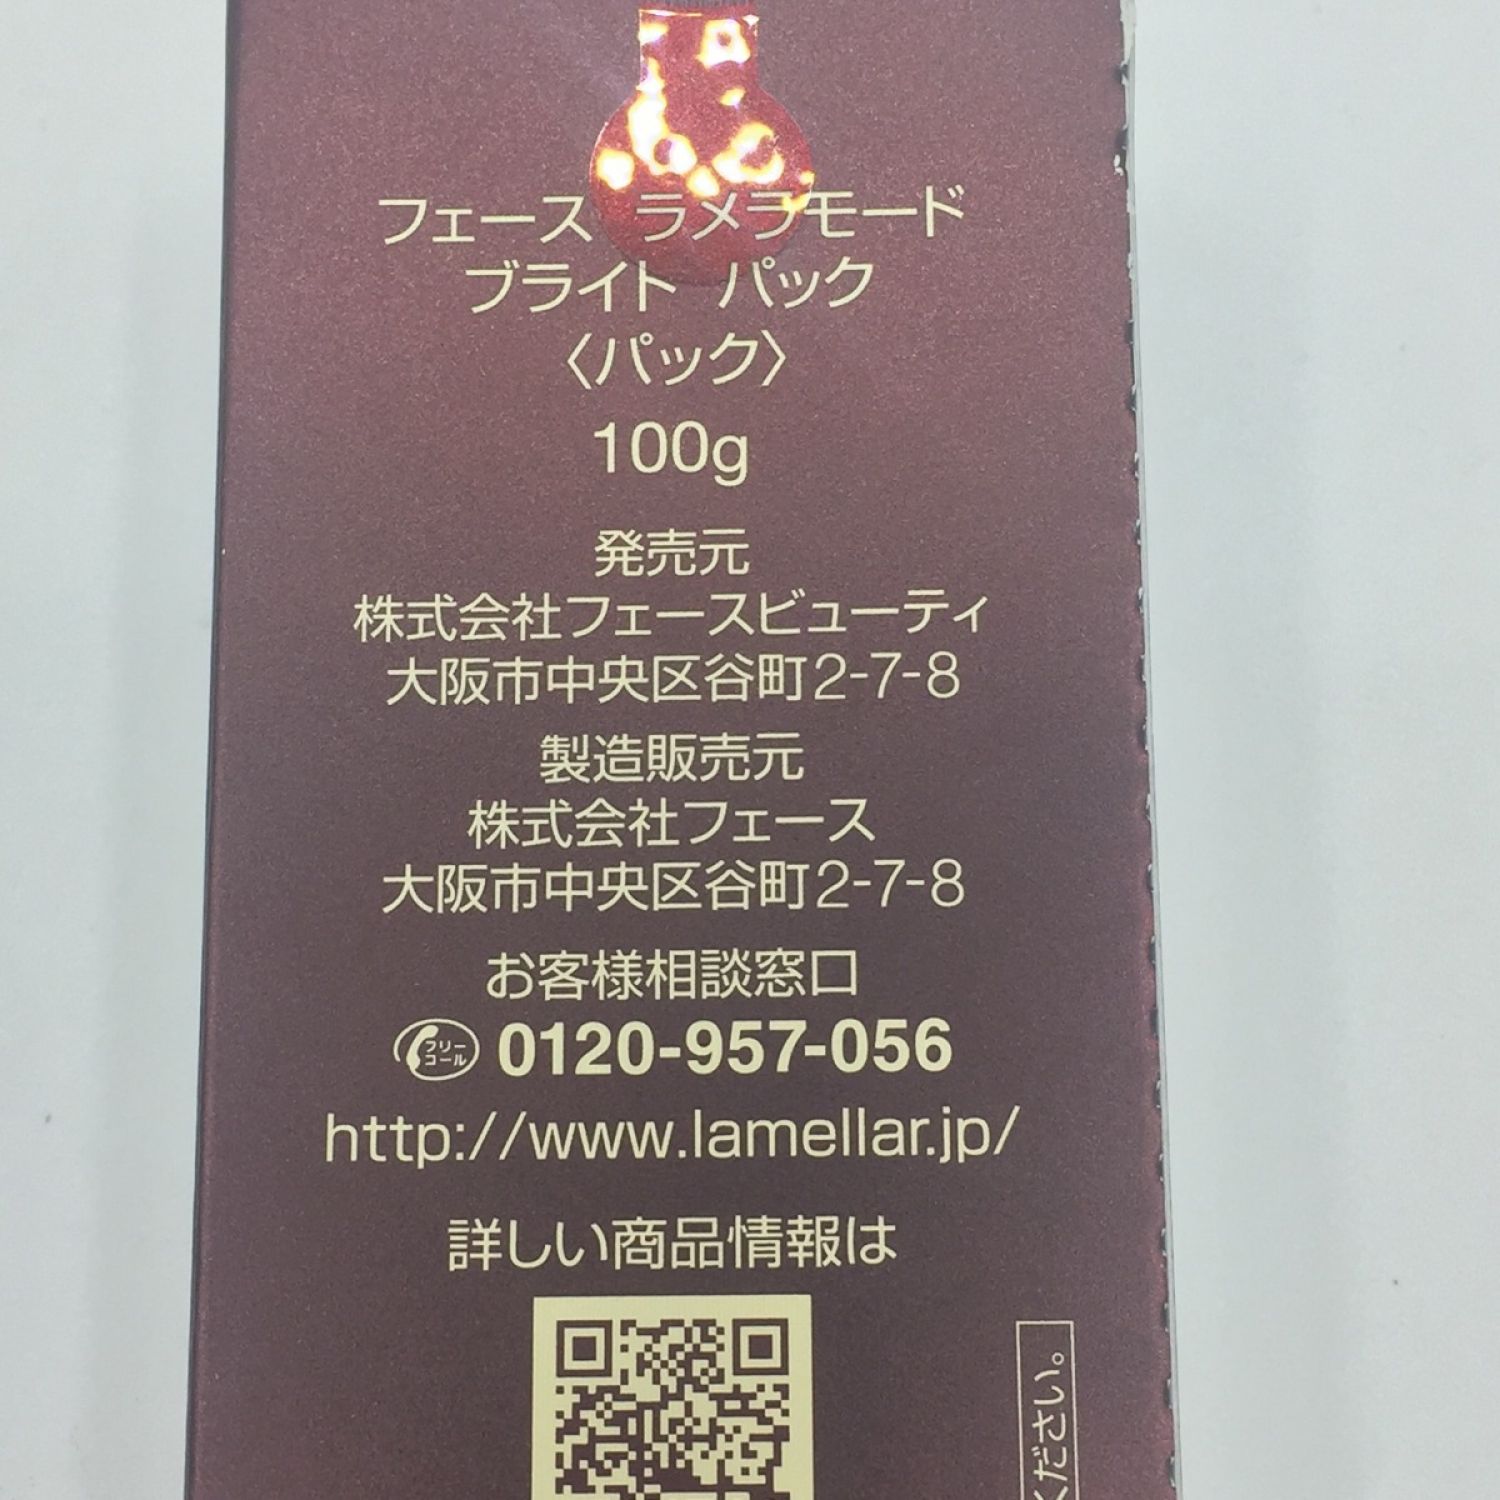 フェース ラメラモード
ブライト パック
〈パック〉
100g
発売元
株式会社フェースビューティ
大阪市中央区谷町2-7-8
製造販売元
株式会社フェース
大阪市中央区谷町2-7-8
お客様相談窓口
フリーコール 0120-957-056
http://www.lamellar.jp/
詳しい商品情報は
ください。